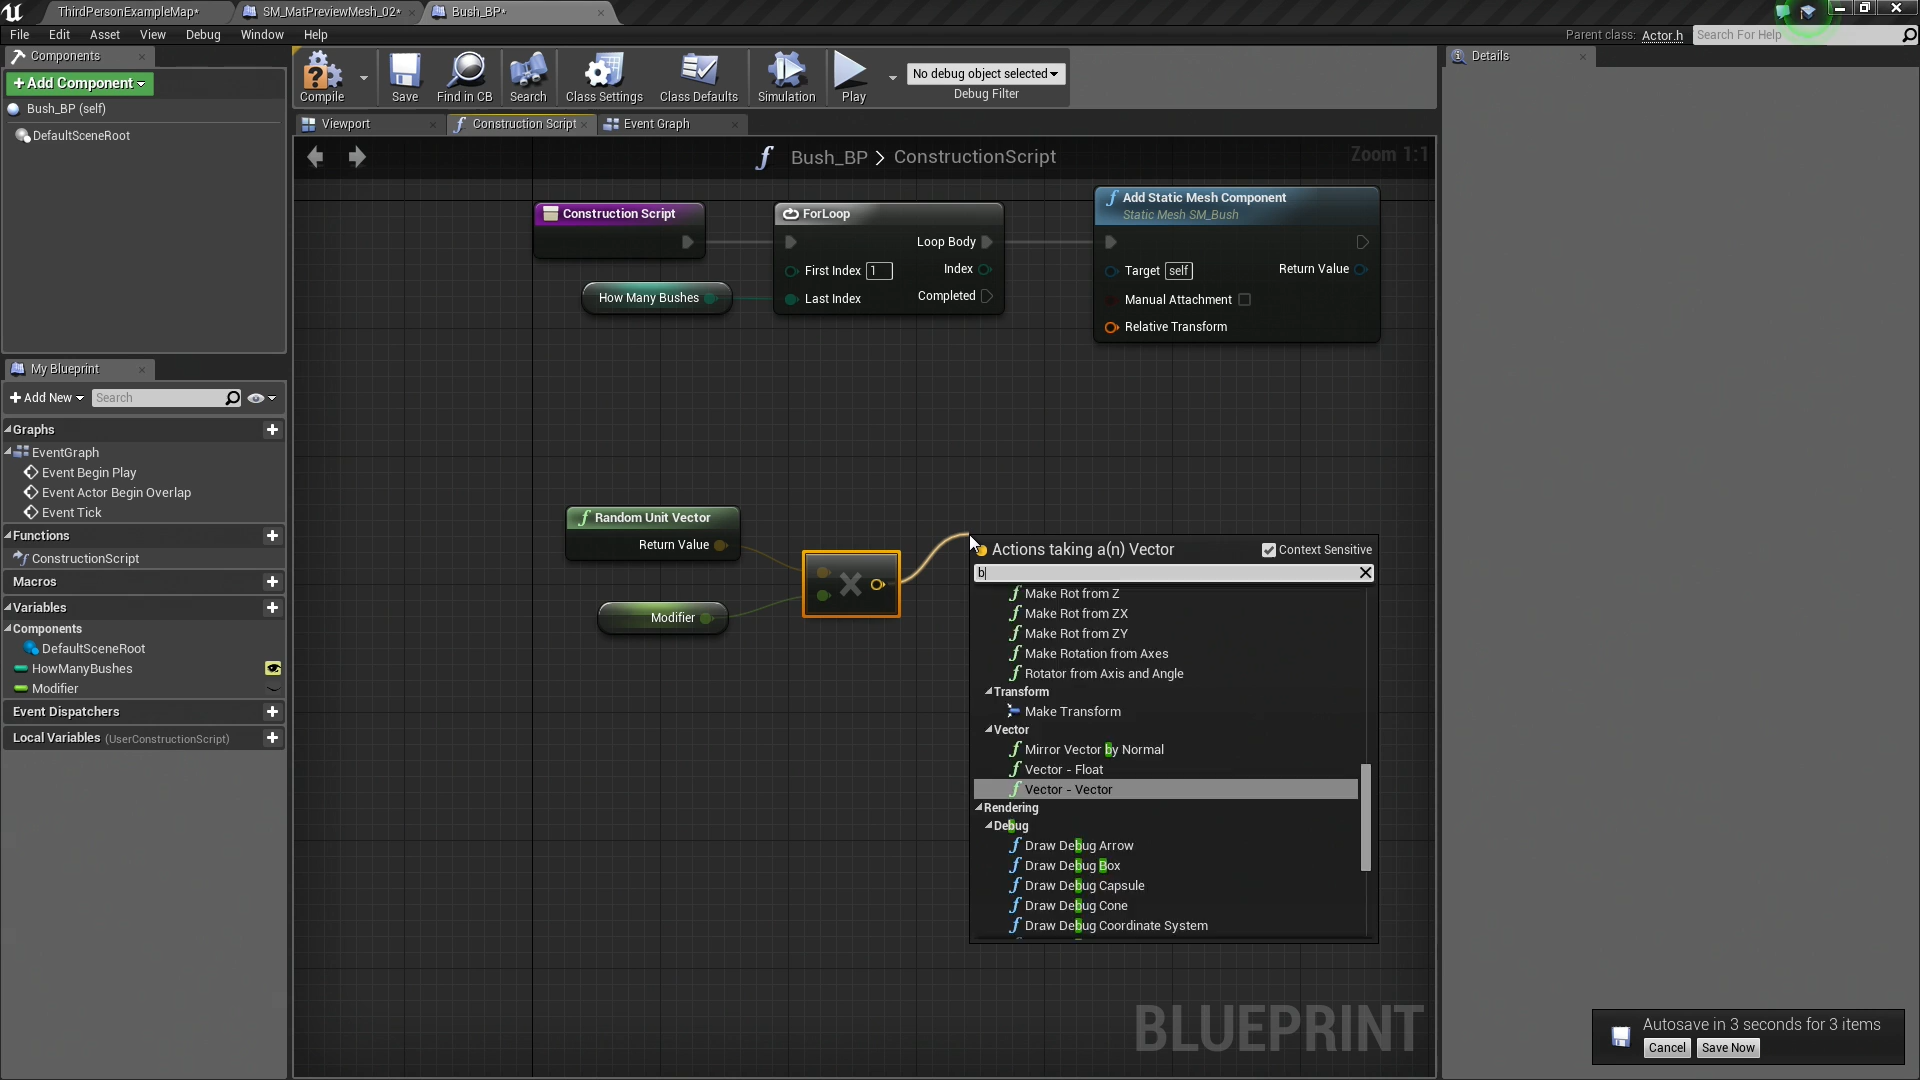 ThirdPersonExampleMap*
SM_MatPreviewMesh_02*
Bush_BP*
File Edit Asset View Debug Window Help
Parent class: Actor.h
Search For Help
Components
+Add Component
Bush_BP (self)
DefaultSceneRoot
Compile
Save
Find in CB
Search
Class Settings
Class Defaults
Simulation
Play
No debug object selected
Debug Filter
Details
Viewport
Construction Script
Event Graph
Bush_BP > ConstructionScript
Zoom 1:1
Construction Script
ForLoop
Loop Body
First Index 1
Index
Last Index
Completed
How Many Bushes
Add Static Mesh Component
Static Mesh SM_Bush
Target self
Return Value
Manual Attachment
Relative Transform
My Blueprint
+Add New
Search
Graphs
EventGraph
Event Begin Play
Event Actor Begin Overlap
Event Tick
Functions
ConstructionScript
Macros
Variables
Components
DefaultSceneRoot
HowManyBushes
Modifier
Event Dispatchers
Local Variables (UserConstructionScript)
Random Unit Vector
Return Value
Modifier
Actions taking a(n) Vector
Context Sensitive
b
Make Rot from Z
Make Rot from ZX
Make Rot from ZY
Make Rotation from Axes
Rotator from Axis and Angle
Transform
Make Transform
Vector
Mirror Vector by Normal
Vector - Float
Vector - Vector
Rendering
Debug
Draw Debug Arrow
Draw Debug Box
Draw Debug Capsule
Draw Debug Cone
Draw Debug Coordinate System
BLUEPRINT
Autosave in 3 seconds for 3 items
Cancel
Save Now